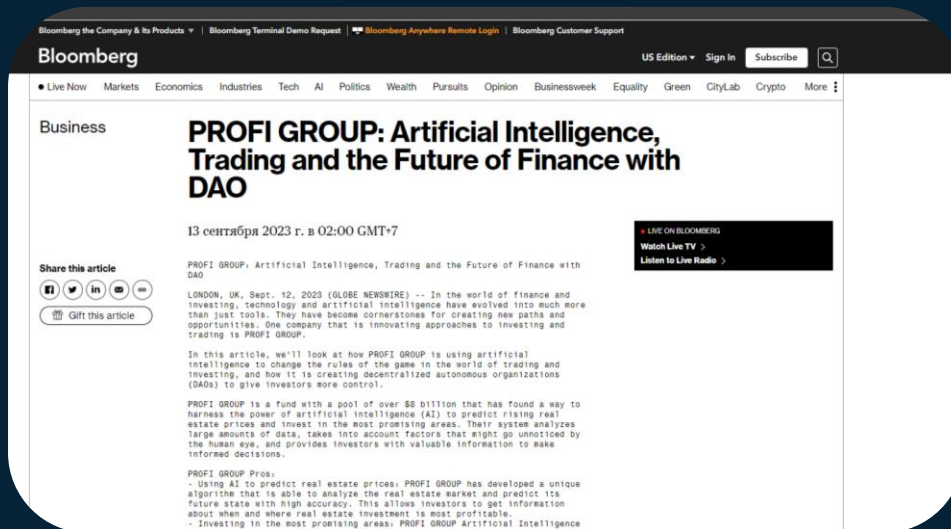 Bloomberg the Company & Its Products ▾ | Bloomberg Terminal Demo Request | Bloomberg Anywhere Remote Login | Bloomberg Customer Support
Bloomberg
US Edition ▾ Sign In Subscribe
• Live Now Markets Economics Industries Tech AI Politics Wealth Pursuits Opinion Businessweek Equality Green CityLab Crypto More
Business
PROFI GROUP: Artificial Intelligence,
Trading and the Future of Finance with
DAO
13 сентября 2023 г. в 02:00 GMT+7
• LIVE ON BLOOMBERG
Watch Live TV >
Listen to Live Radio >
Share this article
Gift this article
PROFI GROUP: Artificial Intelligence, Trading and the Future of Finance with
DAO
LONDON, UK, Sept. 12, 2023 (GLOBE NEWSWIRE) -- In the world of finance and
investing, technology and artificial intelligence have evolved into much more
than just tools. They have become cornerstones for creating new paths and
opportunities. One company that is innovating approaches to investing and
trading is PROFI GROUP.
In this article, we'll look at how PROFI GROUP is using artificial
intelligence to change the rules of the game in the world of trading and
investing, and how it is creating decentralized autonomous organizations
(DAOs) to give investors more control.
PROFI GROUP is a fund with a pool of over $8 billion that has found a way to
harness the power of artificial intelligence (AI) to predict rising real
estate prices and invest in the most promising areas. Their system analyzes
large amounts of data, takes into account factors that might go unnoticed by
the human eye, and provides investors with valuable information to make
informed decisions.
PROFI GROUP Pros:
- Using AI to predict real estate prices: PROFI GROUP has developed a unique
algorithm that is able to analyze the real estate market and predict its
future state with high accuracy. This allows investors to get information
about when and where real estate investment is most profitable.
- Investing in the most promising areas: PROFI GROUP Artificial Intelligence